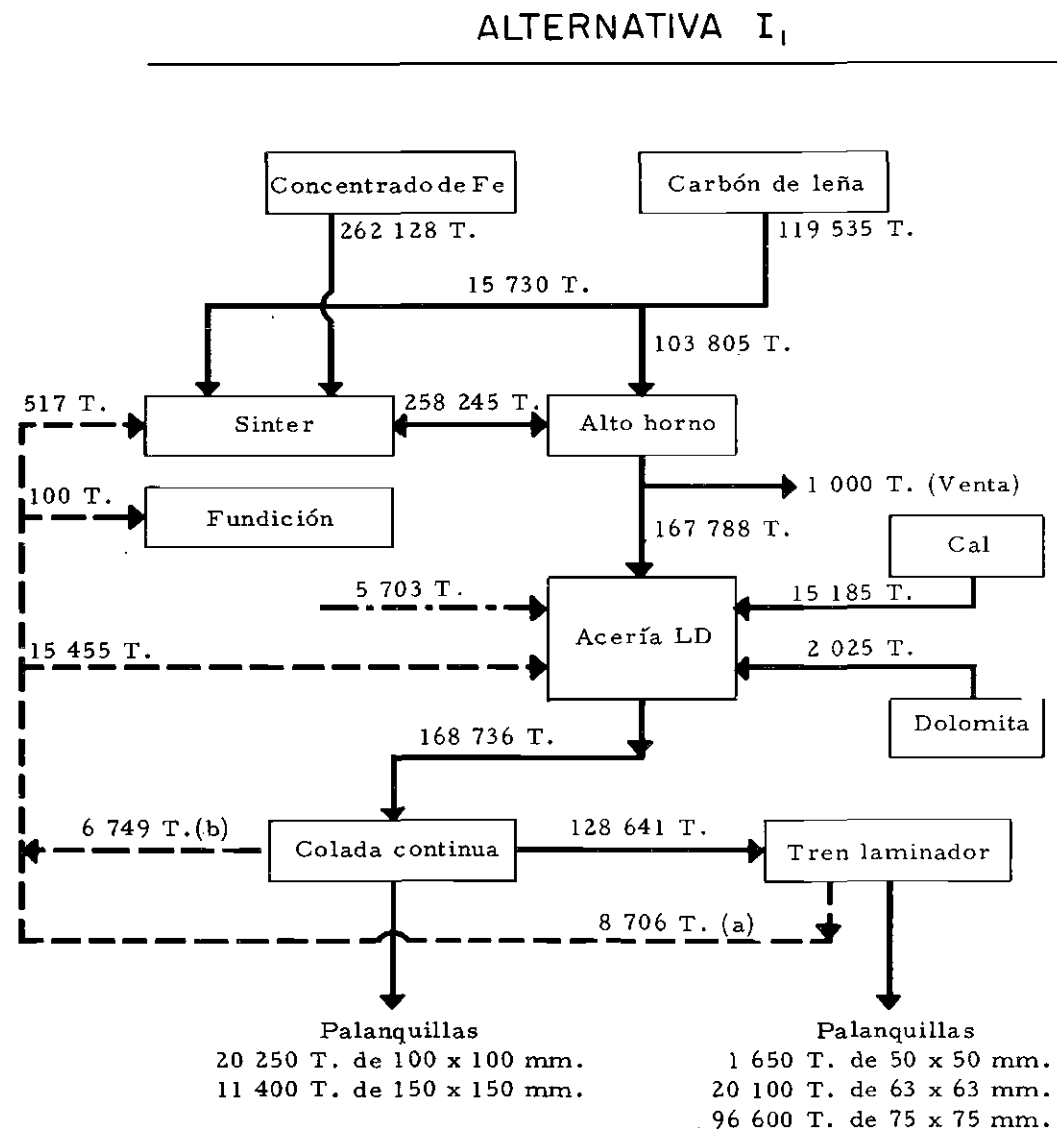 ALTERNATIVA I₁
Concentrado de Fe
Carbón de leña
262 128 T.
119 535 T.
15 730 T.
103 805 T.
517 T.
Sinter
258 245 T.
Alto horno
100 T.
Fundición
1 000 T. (Venta)
167 788 T.
Cal
5 703 T.
15 185 T.
Acería LD
15 455 T.
2 025 T.
Dolomita
168 736 T.
6 749 T.(b)
Colada continua
128 641 T.
Tren laminador
8 706 T. (a)
Palanquillas
20 250 T. de 100 x 100 mm.
11 400 T. de 150 x 150 mm.
Palanquillas
1 650 T. de 50 x 50 mm.
20 100 T. de 63 x 63 mm.
96 600 T. de 75 x 75 mm.